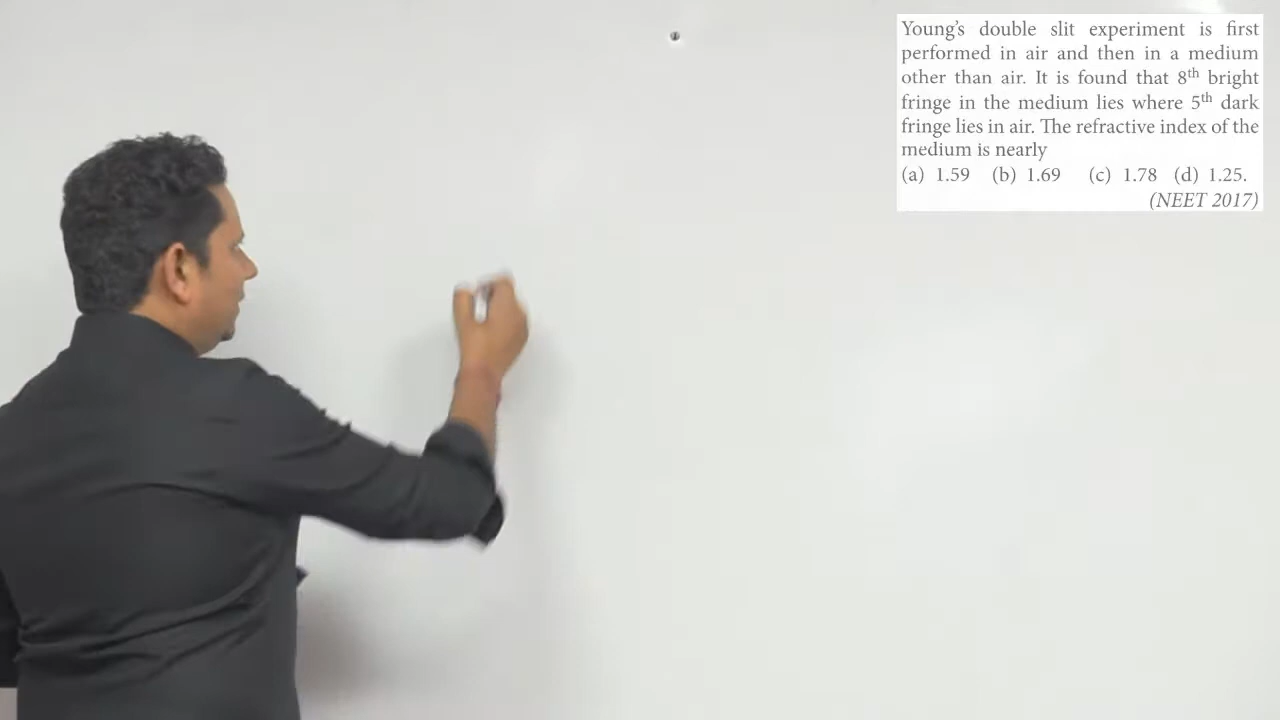 Young's double slit experiment is first
performed in air and then in a medium
other than air. It is found that 8th bright
fringe in the medium lies where 5th dark
fringe lies in air. The refractive index of the
medium is nearly
(a) 1.59 (b) 1.69 (c) 1.78 (d) 1.25.
(NEET 2017)